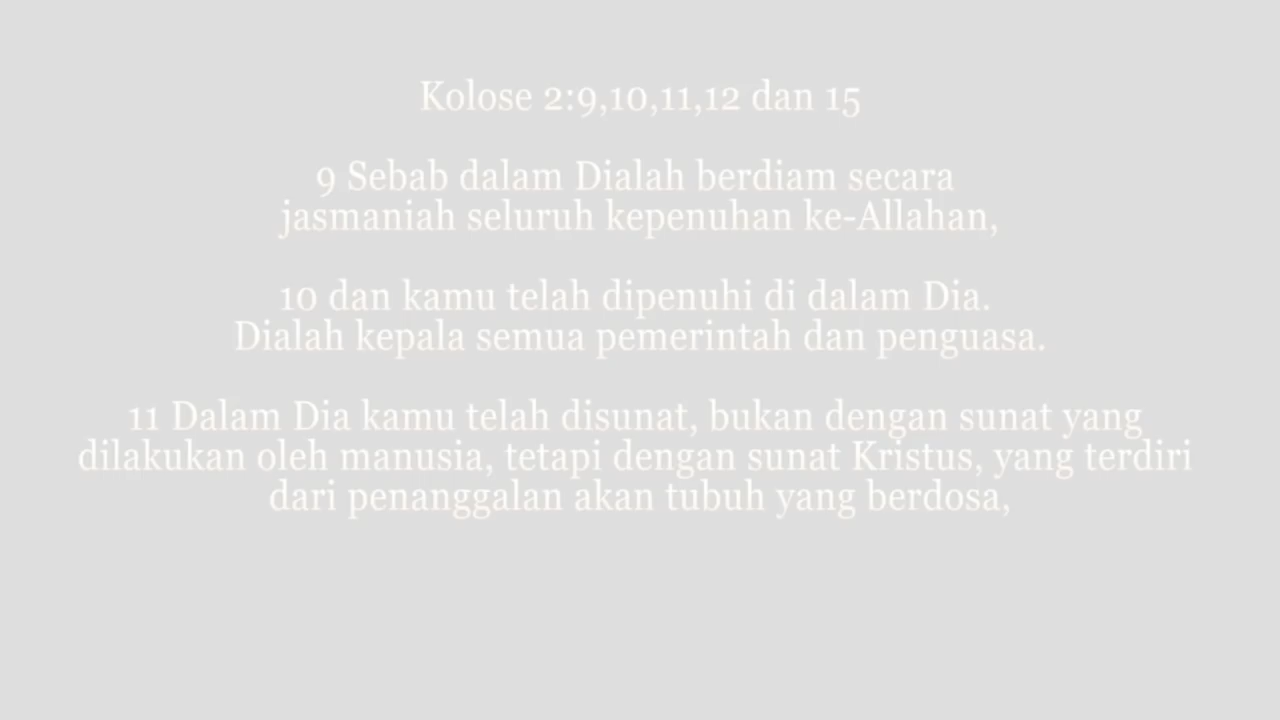 Kolose 2:9,10,11,12 dan 15
9 Sebab dalam Dialah berdiam secara
jasmaniah seluruh kepenuhan ke-Allahan,
10 dan kamu telah dipenuhi di dalam Dia.
Dialah kepala semua pemerintah dan penguasa.
11 Dalam Dia kamu telah disunat, bukan dengan sunat yang
dilakukan oleh manusia, tetapi dengan sunat Kristus, yang terdiri
dari penanggalan akan tubuh yang berdosa,